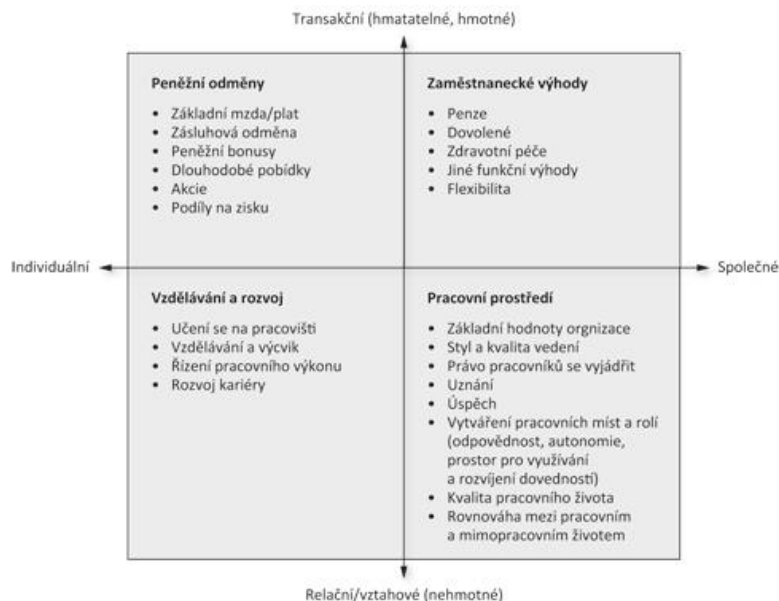 Transakční (hmatatelné, hmotné)
Peněžní odměny
• Základní mzda/plat
• Zásluhová odměna
• Peněžní bonusy
• Dlouhodobé pobídky
• Akcie
• Podíly na zisku
Zaměstnanecké výhody
• Penze
• Dovolené
• Zdravotní péče
• Jiné funkční výhody
• Flexibilita
Individuální
Společné
Vzdělávání a rozvoj
• Učení se na pracovišti
• Vzdělávání a výcvik
• Řízení pracovního výkonu
• Rozvoj kariéry
Pracovní prostředí
• Základní hodnoty orgnizace
• Styl a kvalita vedení
• Právo pracovníků se vyjádřit
• Uznání
• Úspěch
• Vytváření pracovních míst a rolí
(odpovědnost, autonomie,
prostor pro využívání
a rozvíjení dovedností)
• Kvalita pracovního života
• Rovnováha mezi pracovním
a mimopracovním životem
Relační/vztahové (nehmotné)